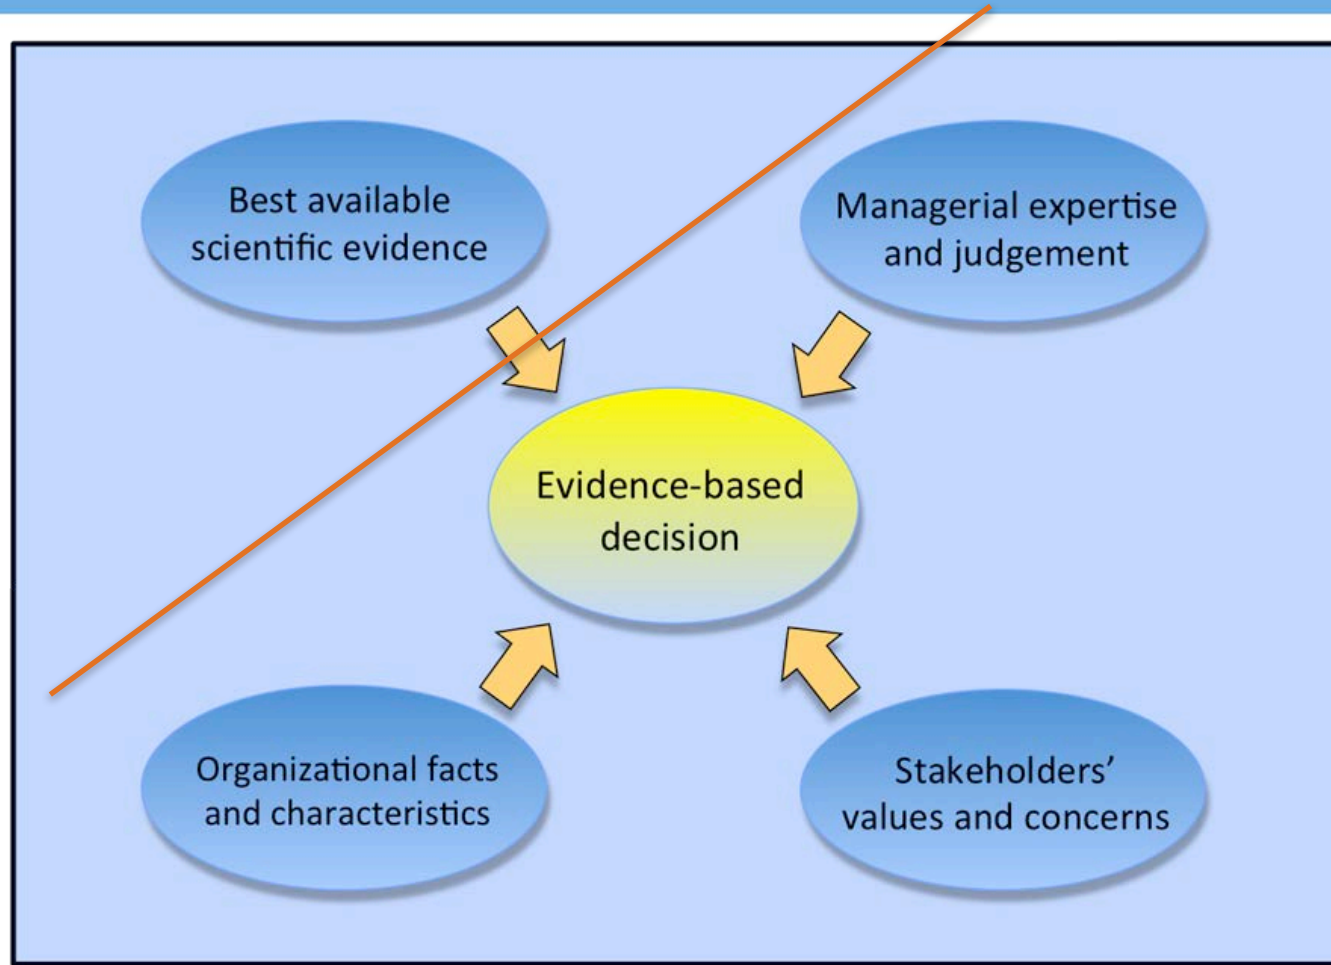 Best available
scientific evidence
Managerial expertise
and judgement
Evidence-based
decision
Organizational facts
and characteristics
Stakeholders’
values and concerns